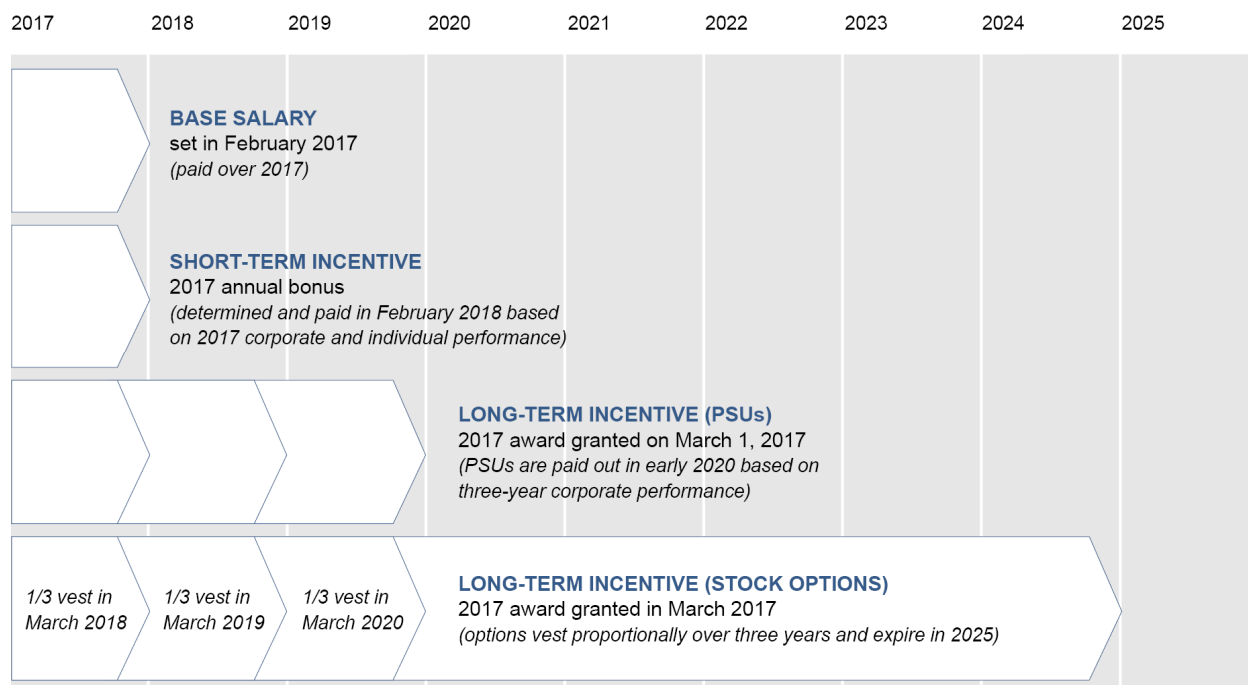 2017 2018 2019 2020 2021 2022 2023 2024 2025
BASE SALARY
set in February 2017
(paid over 2017)
SHORT-TERM INCENTIVE
2017 annual bonus
(determined and paid in February 2018 based
on 2017 corporate and individual performance)
LONG-TERM INCENTIVE (PSUs)
2017 award granted on March 1, 2017
(PSUs are paid out in early 2020 based on
three-year corporate performance)
1/3 vest in
March 2018
1/3 vest in
March 2019
1/3 vest in
March 2020
LONG-TERM INCENTIVE (STOCK OPTIONS)
2017 award granted in March 2017
(options vest proportionally over three years and expire in 2025)